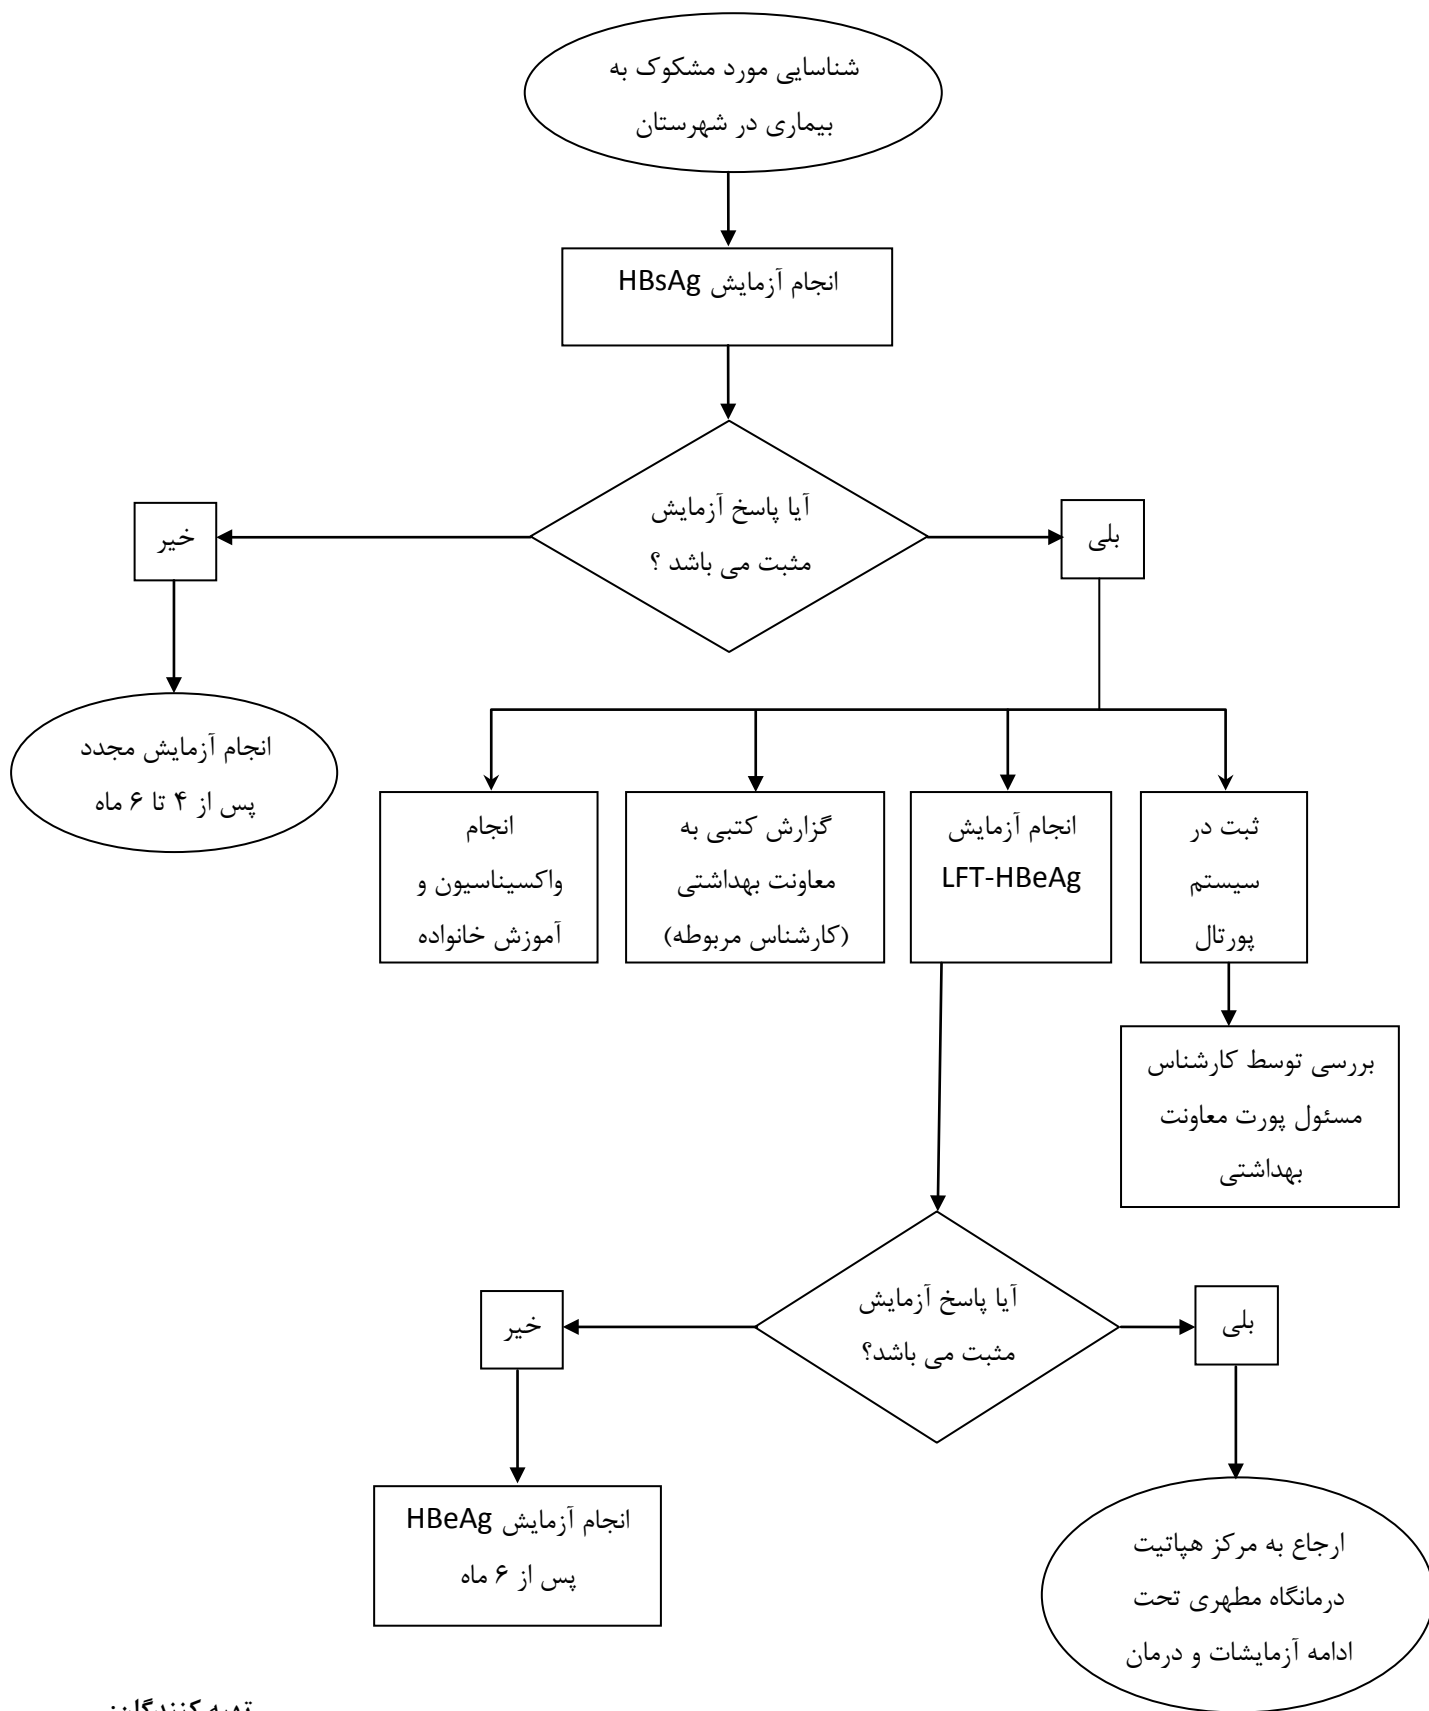 شناسایی مورد مشکوک به
بیماری در شهرستان
انجام آزمایش HBsAg
آیا پاسخ آزمایش
مثبت می باشد ؟
بلی
خیر
انجام آزمایش مجدد
پس از ۴ تا ۶ ماه
ثبت در
سیستم
پورتال
انجام آزمایش
LFT-HBeAg
گزارش کتبی به
معاونت بهداشتی
(کارشناس مربوطه)
انجام
واکسیناسیون و
آموزش خانواده
بررسی توسط کارشناس
مسئول پورت معاونت
بهداشتی
آیا پاسخ آزمایش
مثبت می باشد؟
بلی
خیر
انجام آزمایش HBeAg
پس از ۶ ماه
ارجاع به مرکز هپاتیت
درمانگاه مطهری تحت
ادامه آزمایشات و درمان
تهیه کنندگان: